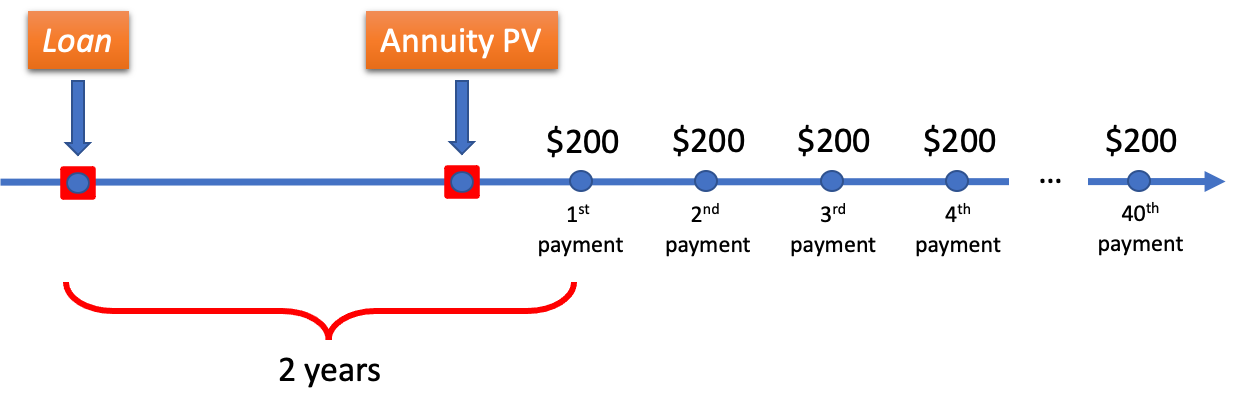 Loan
Annuity PV
$200 $200 $200 $200 $200
1st 2nd 3rd 4th ... 40th
payment payment payment payment payment
2 years